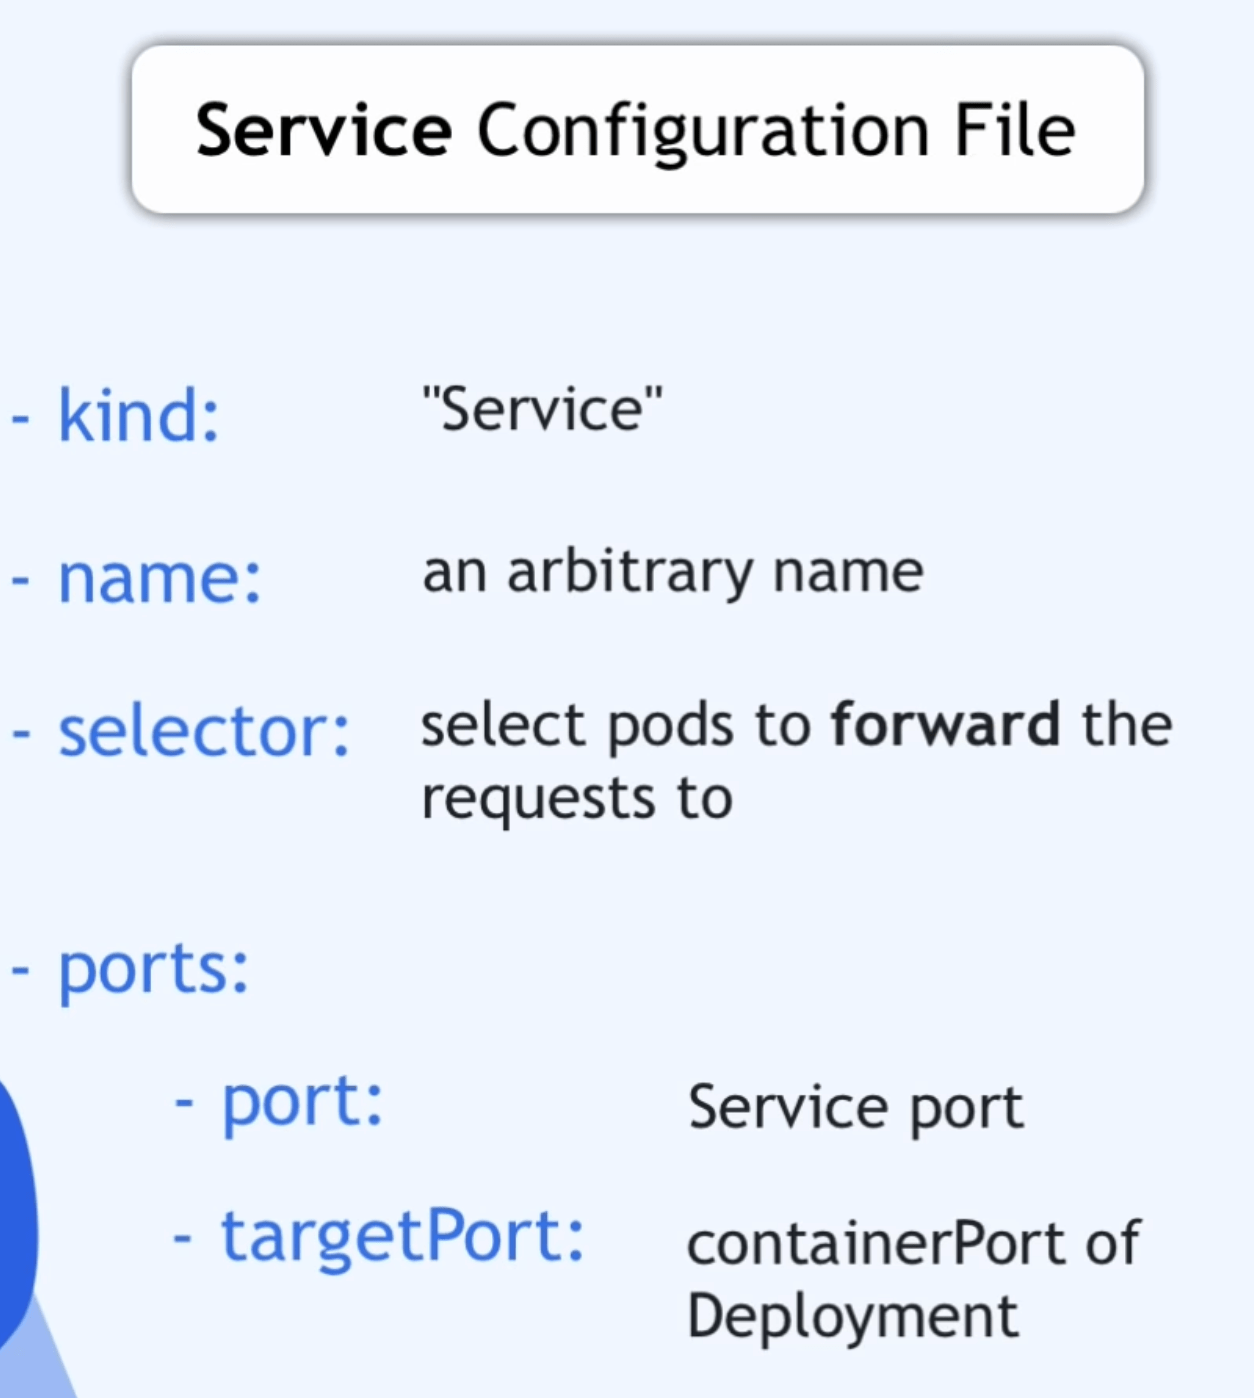 Service Configuration File
- kind: "Service"
- name: an arbitrary name
- selector: select pods to forward the
requests to
- ports:
- port: Service port
- targetPort: containerPort of
Deployment